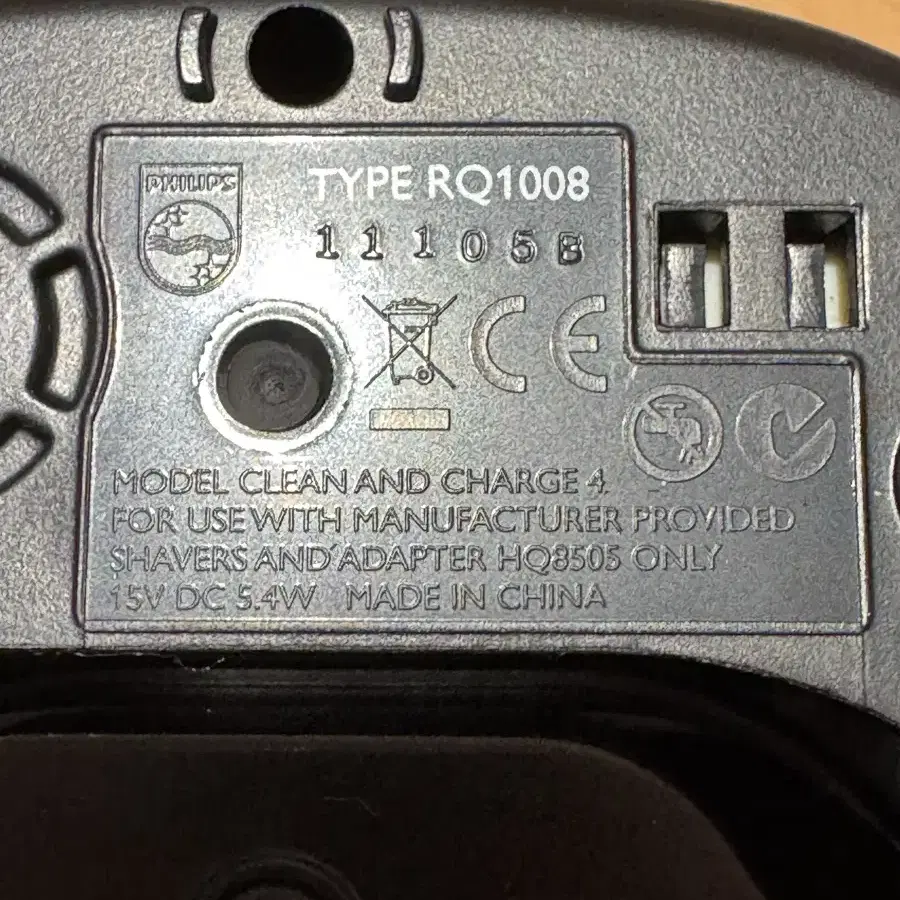 PHILIPS
TYPE RQ1008
11105B
MODEL CLEAN AND CHARGE 4
FOR USE WITH MANUFACTURER PROVIDED
SHAVERS AND ADAPTER HQ8505 ONLY
15V DC 5.4W MADE IN CHINA